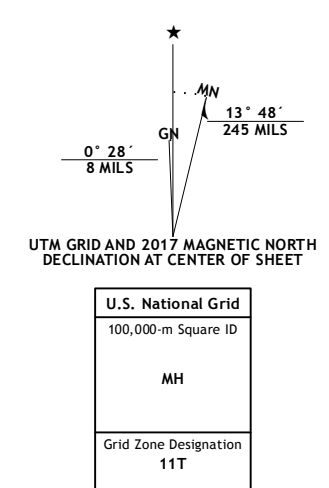 ★
MN
13° 48´
245 MILS
GN
0° 28´
8 MILS
UTM GRID AND 2017 MAGNETIC NORTH
DECLINATION AT CENTER OF SHEET
U.S. National Grid
100,000-m Square ID
MH
Grid Zone Designation
11T